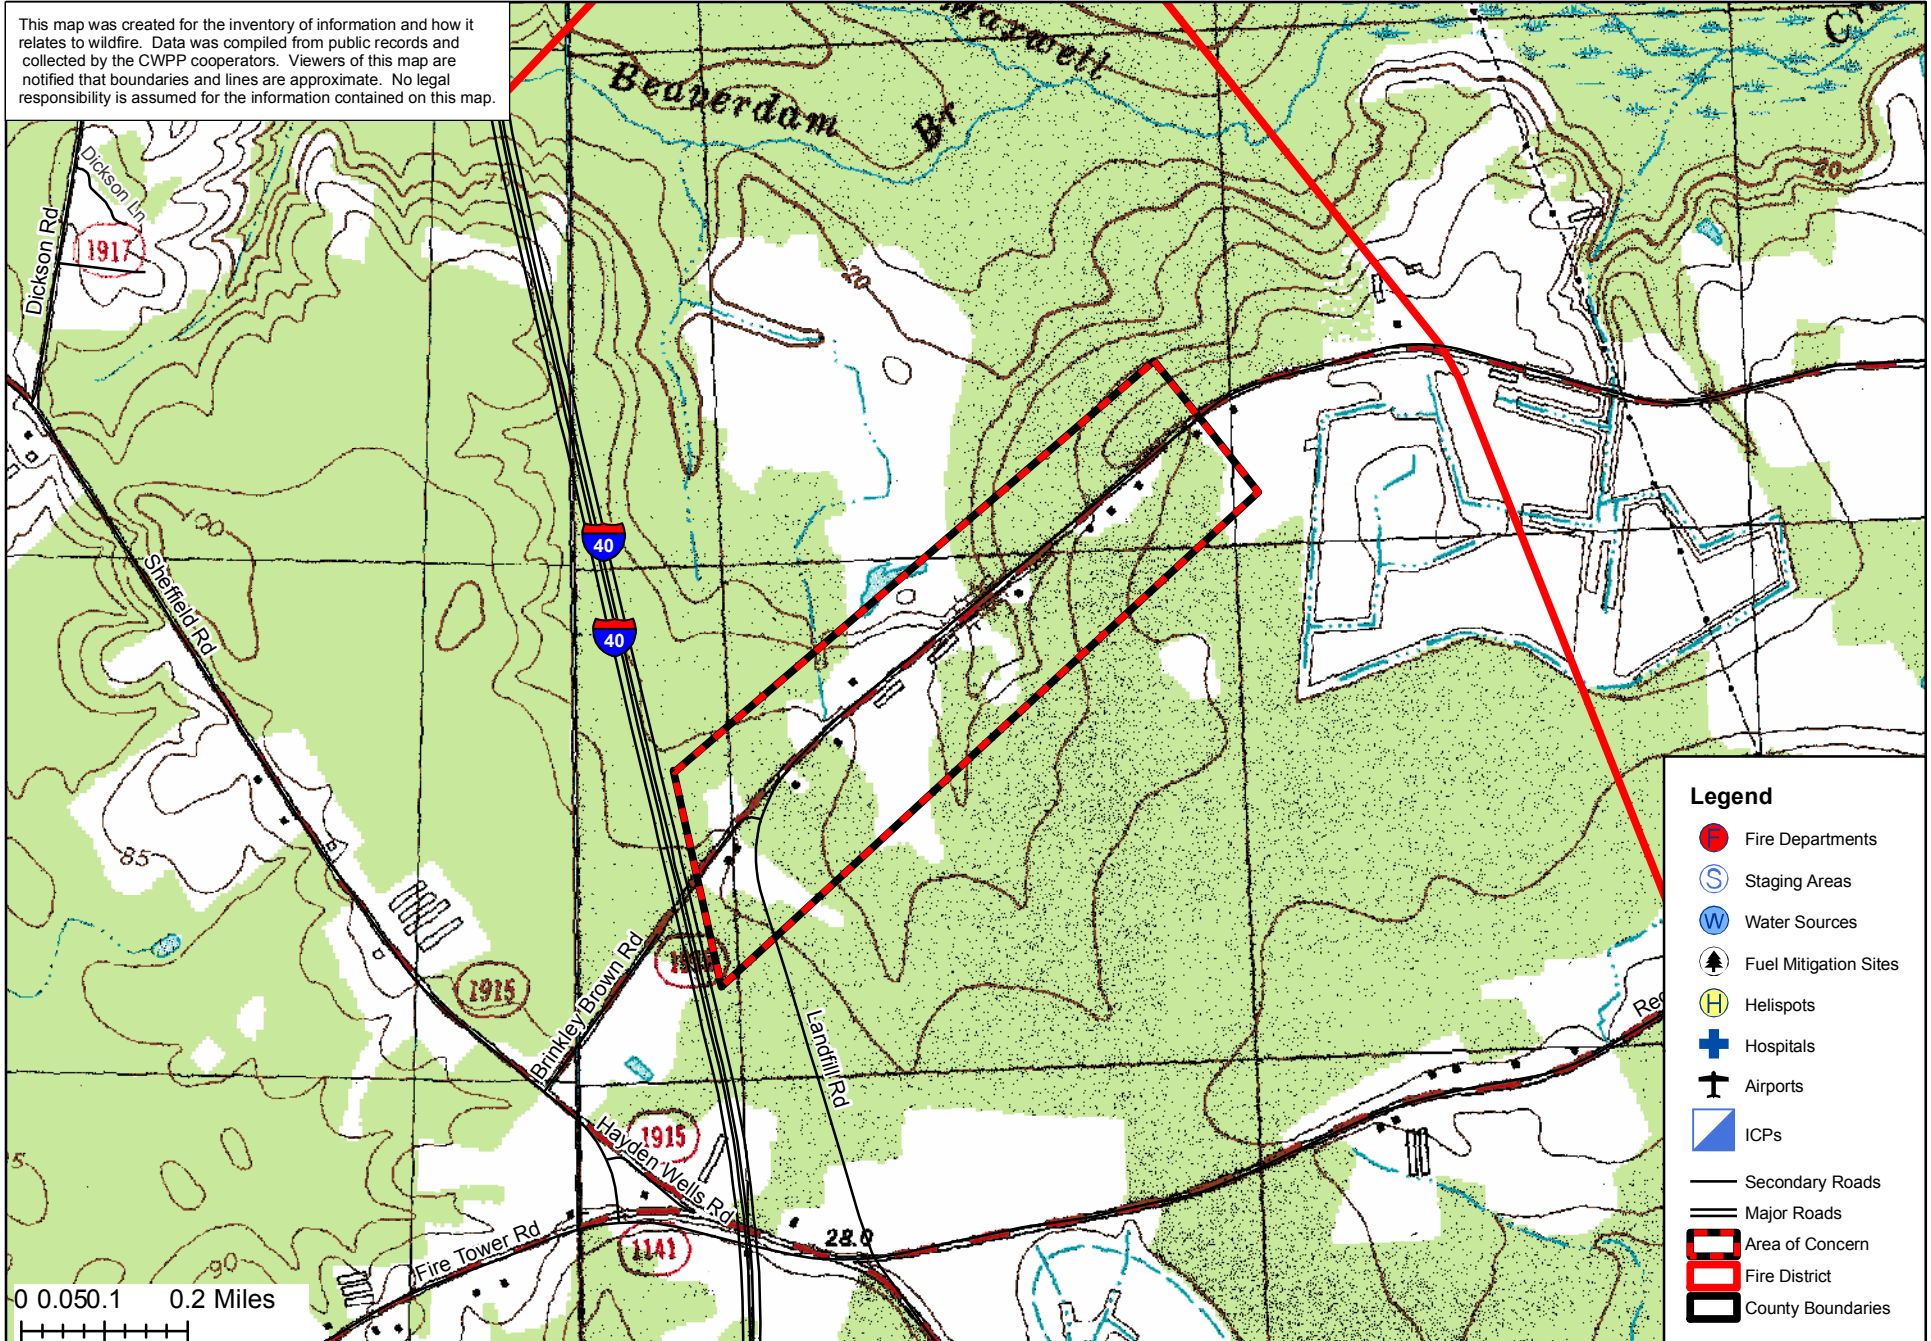 This map was created for the inventory of information and how it
relates to wildfire. Data was compiled from public records and
collected by the CWPP cooperators. Viewers of this map are
notified that boundaries and lines are approximate. No legal
responsibility is assumed for the information contained on this map.
Maxwell
Beaverdam
Br
20
Dickson Ln
1917
Dickson Rd
20
100
40
Sheffield Rd
40
85
1915
Brinkley Brown Rd
Landfill Rd
1915
Hayden Wells Rd
28.0
1141
Fire Tower Rd
90
0 0.050.1 0.2 Miles
Legend
F Fire Departments
S Staging Areas
W Water Sources
Fuel Mitigation Sites
H Helispots
Hospitals
Airports
ICPs
Secondary Roads
Major Roads
Area of Concern
Fire District
County Boundaries